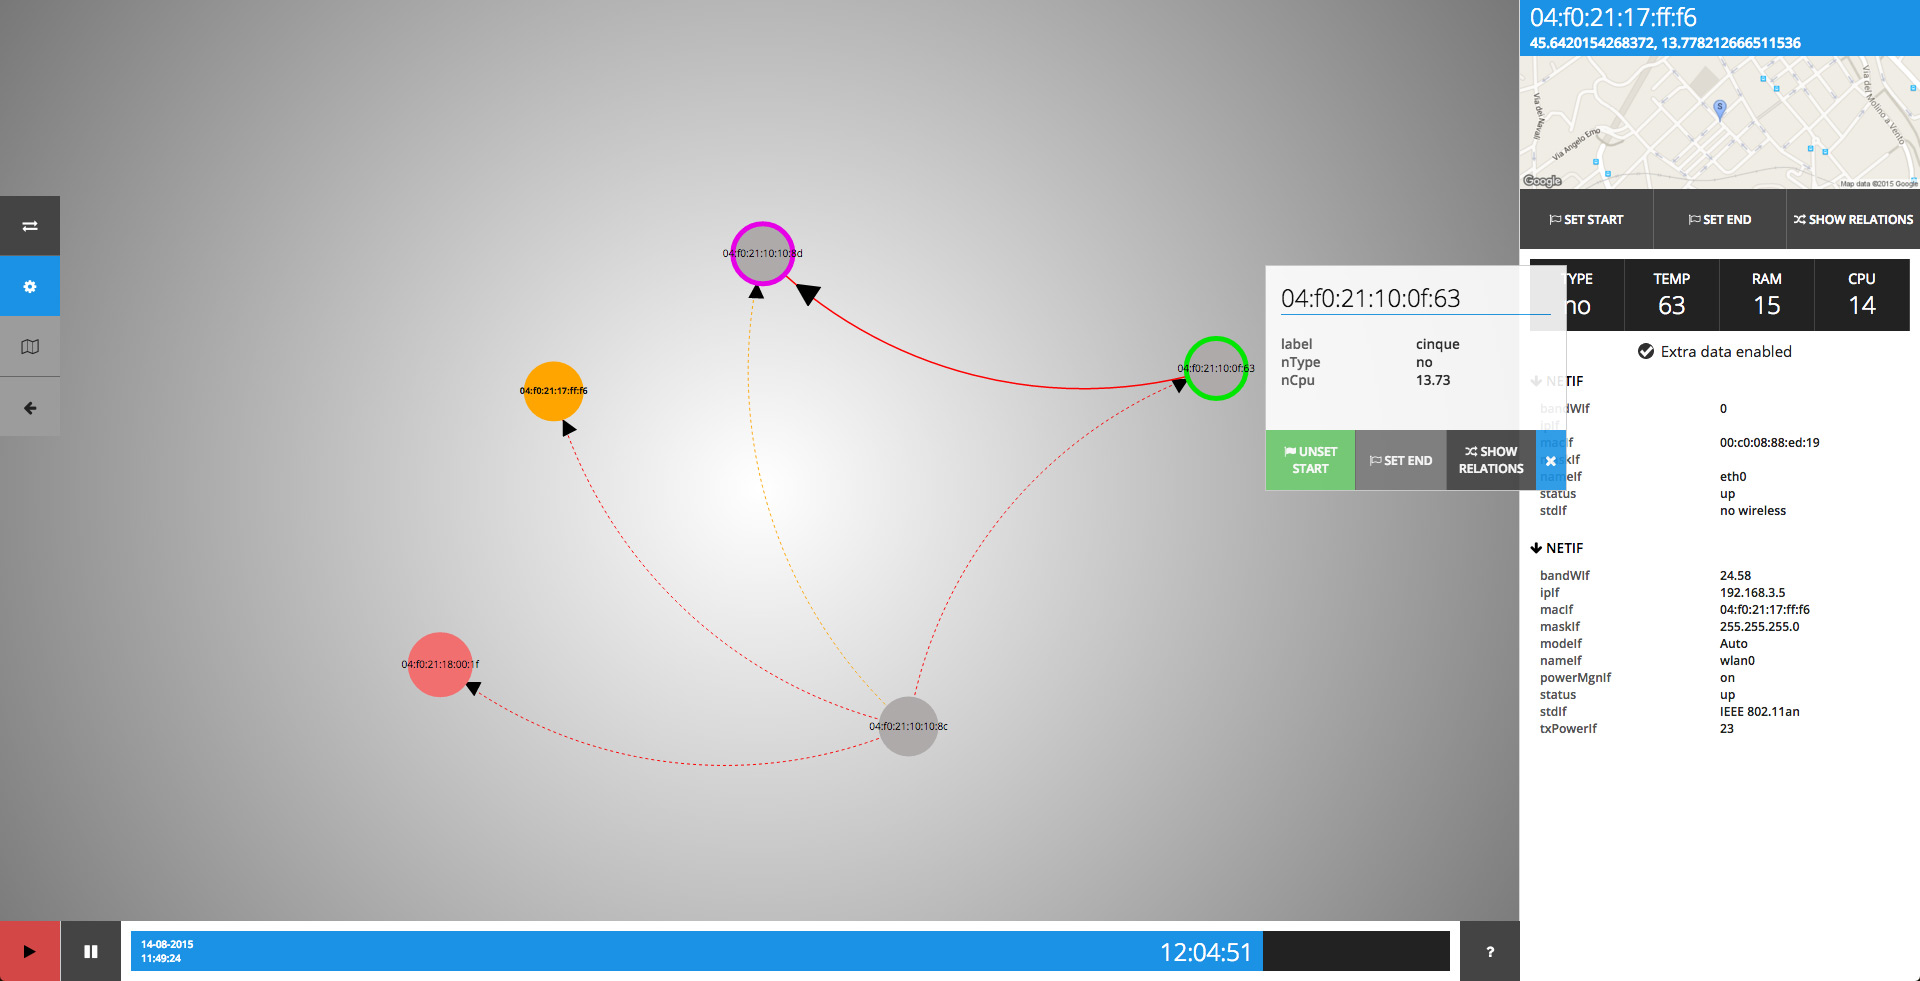 04:f0:21:17:ff:f6
45.6420154268372, 13.778212666511536
Via dei Navali
Via Angelo Emo
Via del Molino a Vento
S
Google
Map data ©2015 Google
SET START
SET END
SHOW RELATIONS
TYPE
no
TEMP
63
RAM
15
CPU
14
Extra data enabled
NETIF
bandWIf 0
ipIf
macIf 00:c0:08:88:ed:19
maskIf
nameIf eth0
status up
stdIf no wireless
NETIF
bandWIf 24.58
ipIf 192.168.3.5
macIf 04:f0:21:17:ff:f6
maskIf 255.255.255.0
modeIf Auto
nameIf wlan0
powerMgnIf on
status up
stdIf IEEE 802.11an
txPowerIf 23
04:f0:21:10:10:8d
04:f0:21:10:0f:63
04:f0:21:17:ff:f6
04:f0:21:18:00:1f
04:f0:21:10:10:8c
04:f0:21:10:0f:63
label cinque
nType no
nCpu 13.73
UNSET
START
SET END
SHOW
RELATIONS
14-08-2015
11:49:24
12:04:51
?